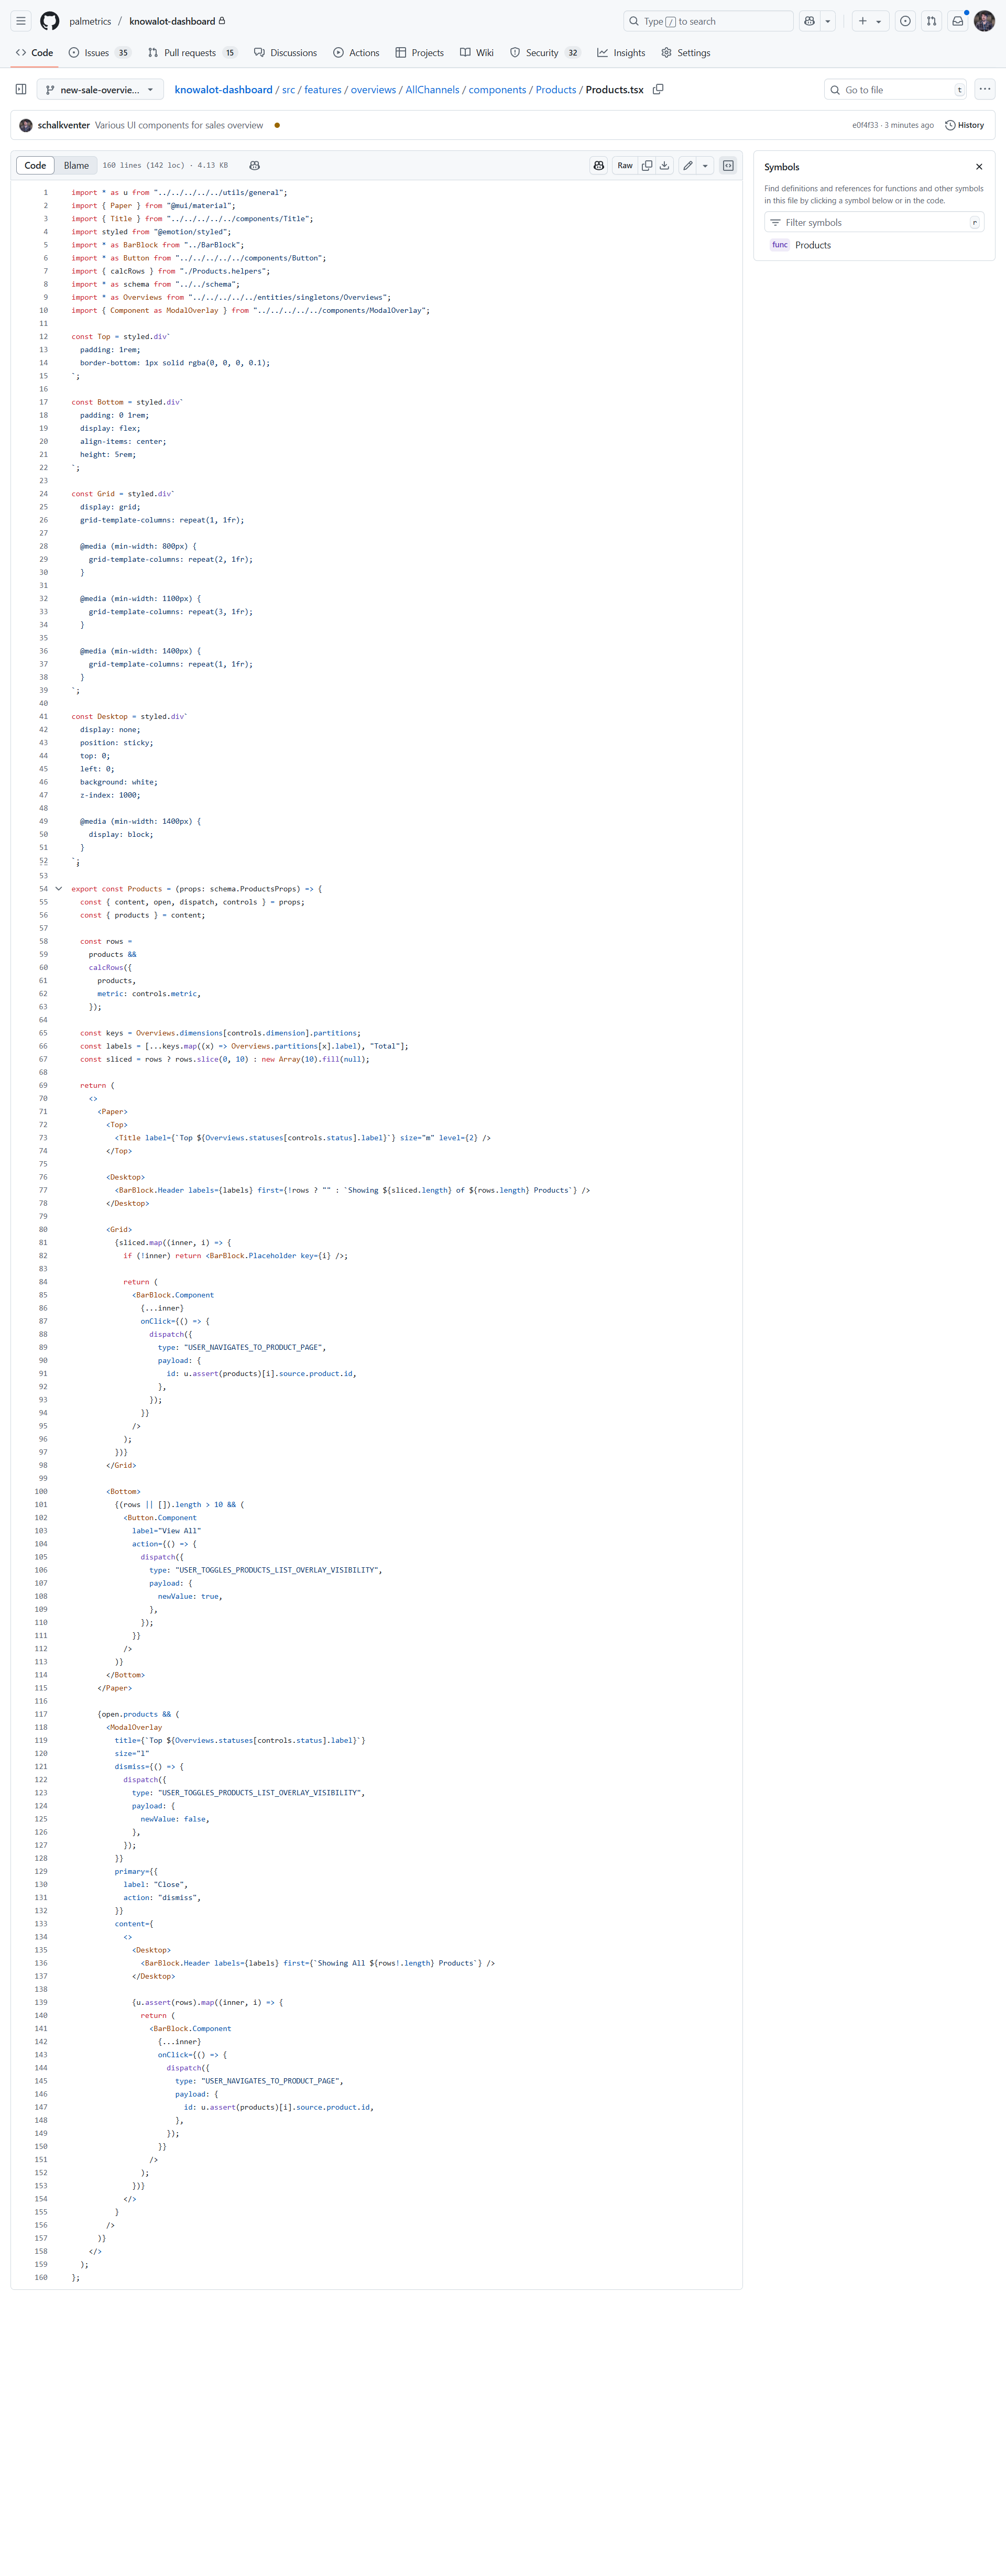 palmetrics / knowalot-dashboard
Type / to search
Code
Issues 35
Pull requests 15
Discussions
Actions
Projects
Wiki
Security 32
Insights
Settings
new-sale-overvie...
knowalot-dashboard / src / features / overviews / AllChannels / components / Products / Products.tsx
Go to file t
schalkventer Various UI components for sales overview
e0f4f33 · 3 minutes ago
History
Code Blame 160 lines (142 loc) · 4.13 KB
Raw
Symbols
Find definitions and references for functions and other symbols
in this file by clicking a symbol below or in the code.
Filter symbols r
func Products
1 import * as u from "../../../../../utils/general";
2 import { Paper } from "@mui/material";
3 import { Title } from "../../../../../components/Title";
4 import styled from "@emotion/styled";
5 import * as BarBlock from "../BarBlock";
6 import * as Button from "../../../../../components/Button";
7 import { calcRows } from "./Products.helpers";
8 import * as schema from "../../schema";
9 import * as Overviews from "../../../../../entities/singletons/Overviews";
10 import { Component as ModalOverlay } from "../../../../../components/ModalOverlay";
11
12 const Top = styled.div`
13   padding: 1rem;
14   border-bottom: 1px solid rgba(0, 0, 0, 0.1);
15 `;
16
17 const Bottom = styled.div`
18   padding: 0 1rem;
19   display: flex;
20   align-items: center;
21   height: 5rem;
22 `;
23
24 const Grid = styled.div`
25   display: grid;
26   grid-template-columns: repeat(1, 1fr);
27
28   @media (min-width: 800px) {
29     grid-template-columns: repeat(2, 1fr);
30   }
31
32   @media (min-width: 1100px) {
33     grid-template-columns: repeat(3, 1fr);
34   }
35
36   @media (min-width: 1400px) {
37     grid-template-columns: repeat(1, 1fr);
38   }
39 `;
40
41 const Desktop = styled.div`
42   display: none;
43   position: sticky;
44   top: 0;
45   left: 0;
46   background: white;
47   z-index: 1000;
48
49   @media (min-width: 1400px) {
50     display: block;
51   }
52 `;
53
54 export const Products = (props: schema.ProductsProps) => {
55   const { content, open, dispatch, controls } = props;
56   const { products } = content;
57
58   const rows =
59     products &&
60     calcRows({
61       products,
62       metric: controls.metric,
63     });
64
65   const keys = Overviews.dimensions[controls.dimension].partitions;
66   const labels = [...keys.map((x) => Overviews.partitions[x].label), "Total"];
67   const sliced = rows ? rows.slice(0, 10) : new Array(10).fill(null);
68
69   return (
70     <>
71       <Paper>
72         <Top>
73           <Title label={`Top ${Overviews.statuses[controls.status].label}`} size="m" level={2} />
74         </Top>
75
76         <Desktop>
77           <BarBlock.Header labels={labels} first={!rows ? "" : `Showing ${sliced.length} of ${rows.length} Products`} />
78         </Desktop>
79
80         <Grid>
81           {sliced.map((inner, i) => {
82             if (!inner) return <BarBlock.Placeholder key={i} />;
83
84             return (
85               <BarBlock.Component
86                 {...inner}
87                 onClick={() => {
88                   dispatch({
89                     type: "USER_NAVIGATES_TO_PRODUCT_PAGE",
90                     payload: {
91                       id: u.assert(products)[i].source.product.id,
92                     },
93                   });
94                 }}
95               />
96             );
97           })}
98         </Grid>
99
100         <Bottom>
101           {(rows || []).length > 10 && (
102             <Button.Component
103               label="View All"
104               action={() => {
105                 dispatch({
106                   type: "USER_TOGGLES_PRODUCTS_LIST_OVERLAY_VISIBILITY",
107                   payload: {
108                     newValue: true,
109                   },
110                 });
111               }}
112             />
113           )}
114         </Bottom>
115       </Paper>
116
117       {open.products && (
118         <ModalOverlay
119           title={`Top ${Overviews.statuses[controls.status].label}`}
120           size="l"
121           dismiss={() => {
122             dispatch({
123               type: "USER_TOGGLES_PRODUCTS_LIST_OVERLAY_VISIBILITY",
124               payload: {
125                 newValue: false,
126               },
127             });
128           }}
129           primary={{
130             label: "Close",
131             action: "dismiss",
132           }}
133           content={
134             <>
135               <Desktop>
136                 <BarBlock.Header labels={labels} first={`Showing All ${rows!.length} Products`} />
137               </Desktop>
138
139               {u.assert(rows).map((inner, i) => {
140                 return (
141                   <BarBlock.Component
142                     {...inner}
143                     onClick={() => {
144                       dispatch({
145                         type: "USER_NAVIGATES_TO_PRODUCT_PAGE",
146                         payload: {
147                           id: u.assert(products)[i].source.product.id,
148                         },
149                       });
150                     }}
151                   />
152                 );
153               })}
154             </>
155           }
156         />
157       )}
158     </>
159   );
160 };